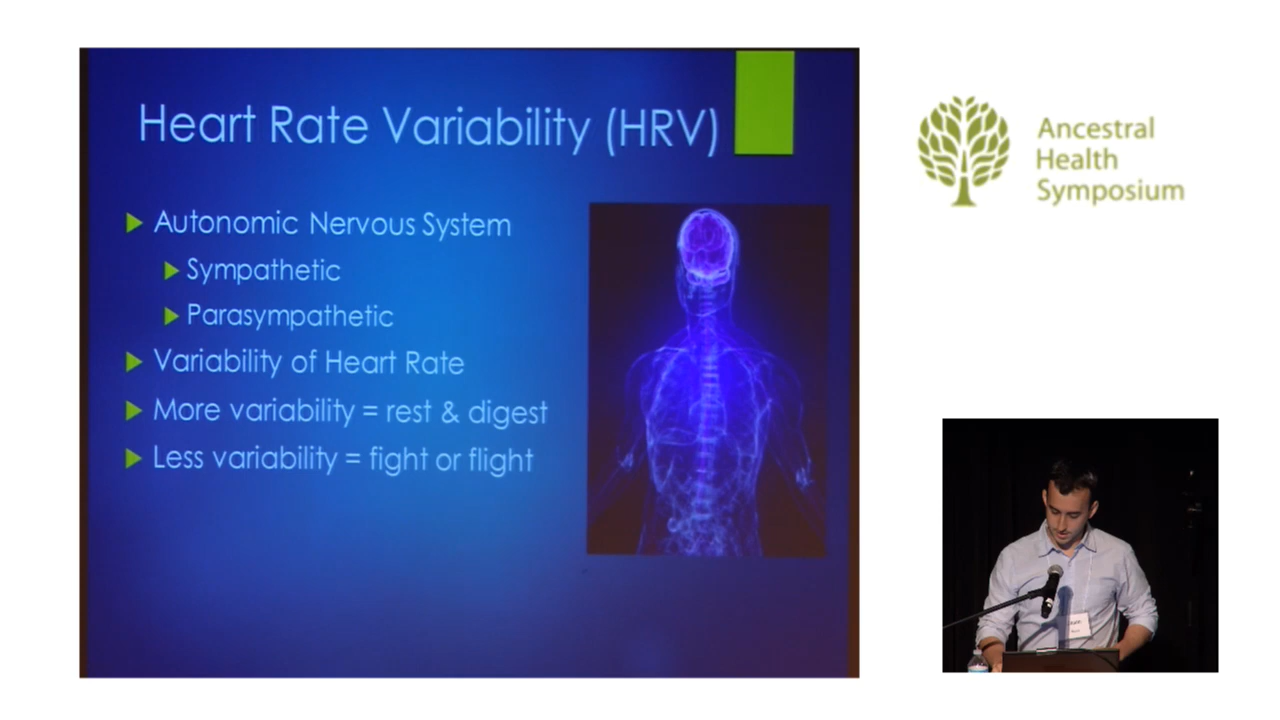 Heart Rate Variability (HRV)
Autonomic Nervous System
Sympathetic
Parasympathetic
Variability of Heart Rate
More variability = rest & digest
Less variability = fight or flight
Ancestral
Health
Symposium